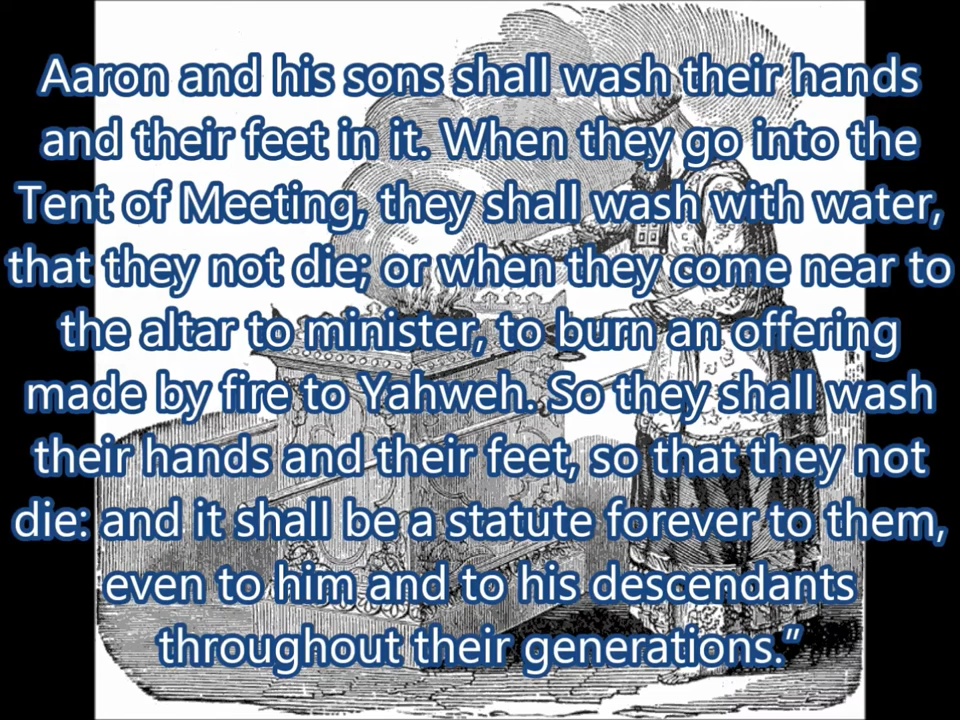 Aaron and his sons shall wash their hands
and their feet in it. When they go into the
Tent of Meeting, they shall wash with water,
that they not die; or when they come near to
the altar to minister, to burn an offering
made by fire to Yahweh. So they shall wash
their hands and their feet, so that they not
die: and it shall be a statute forever to them,
even to him and to his descendants
throughout their generations.”